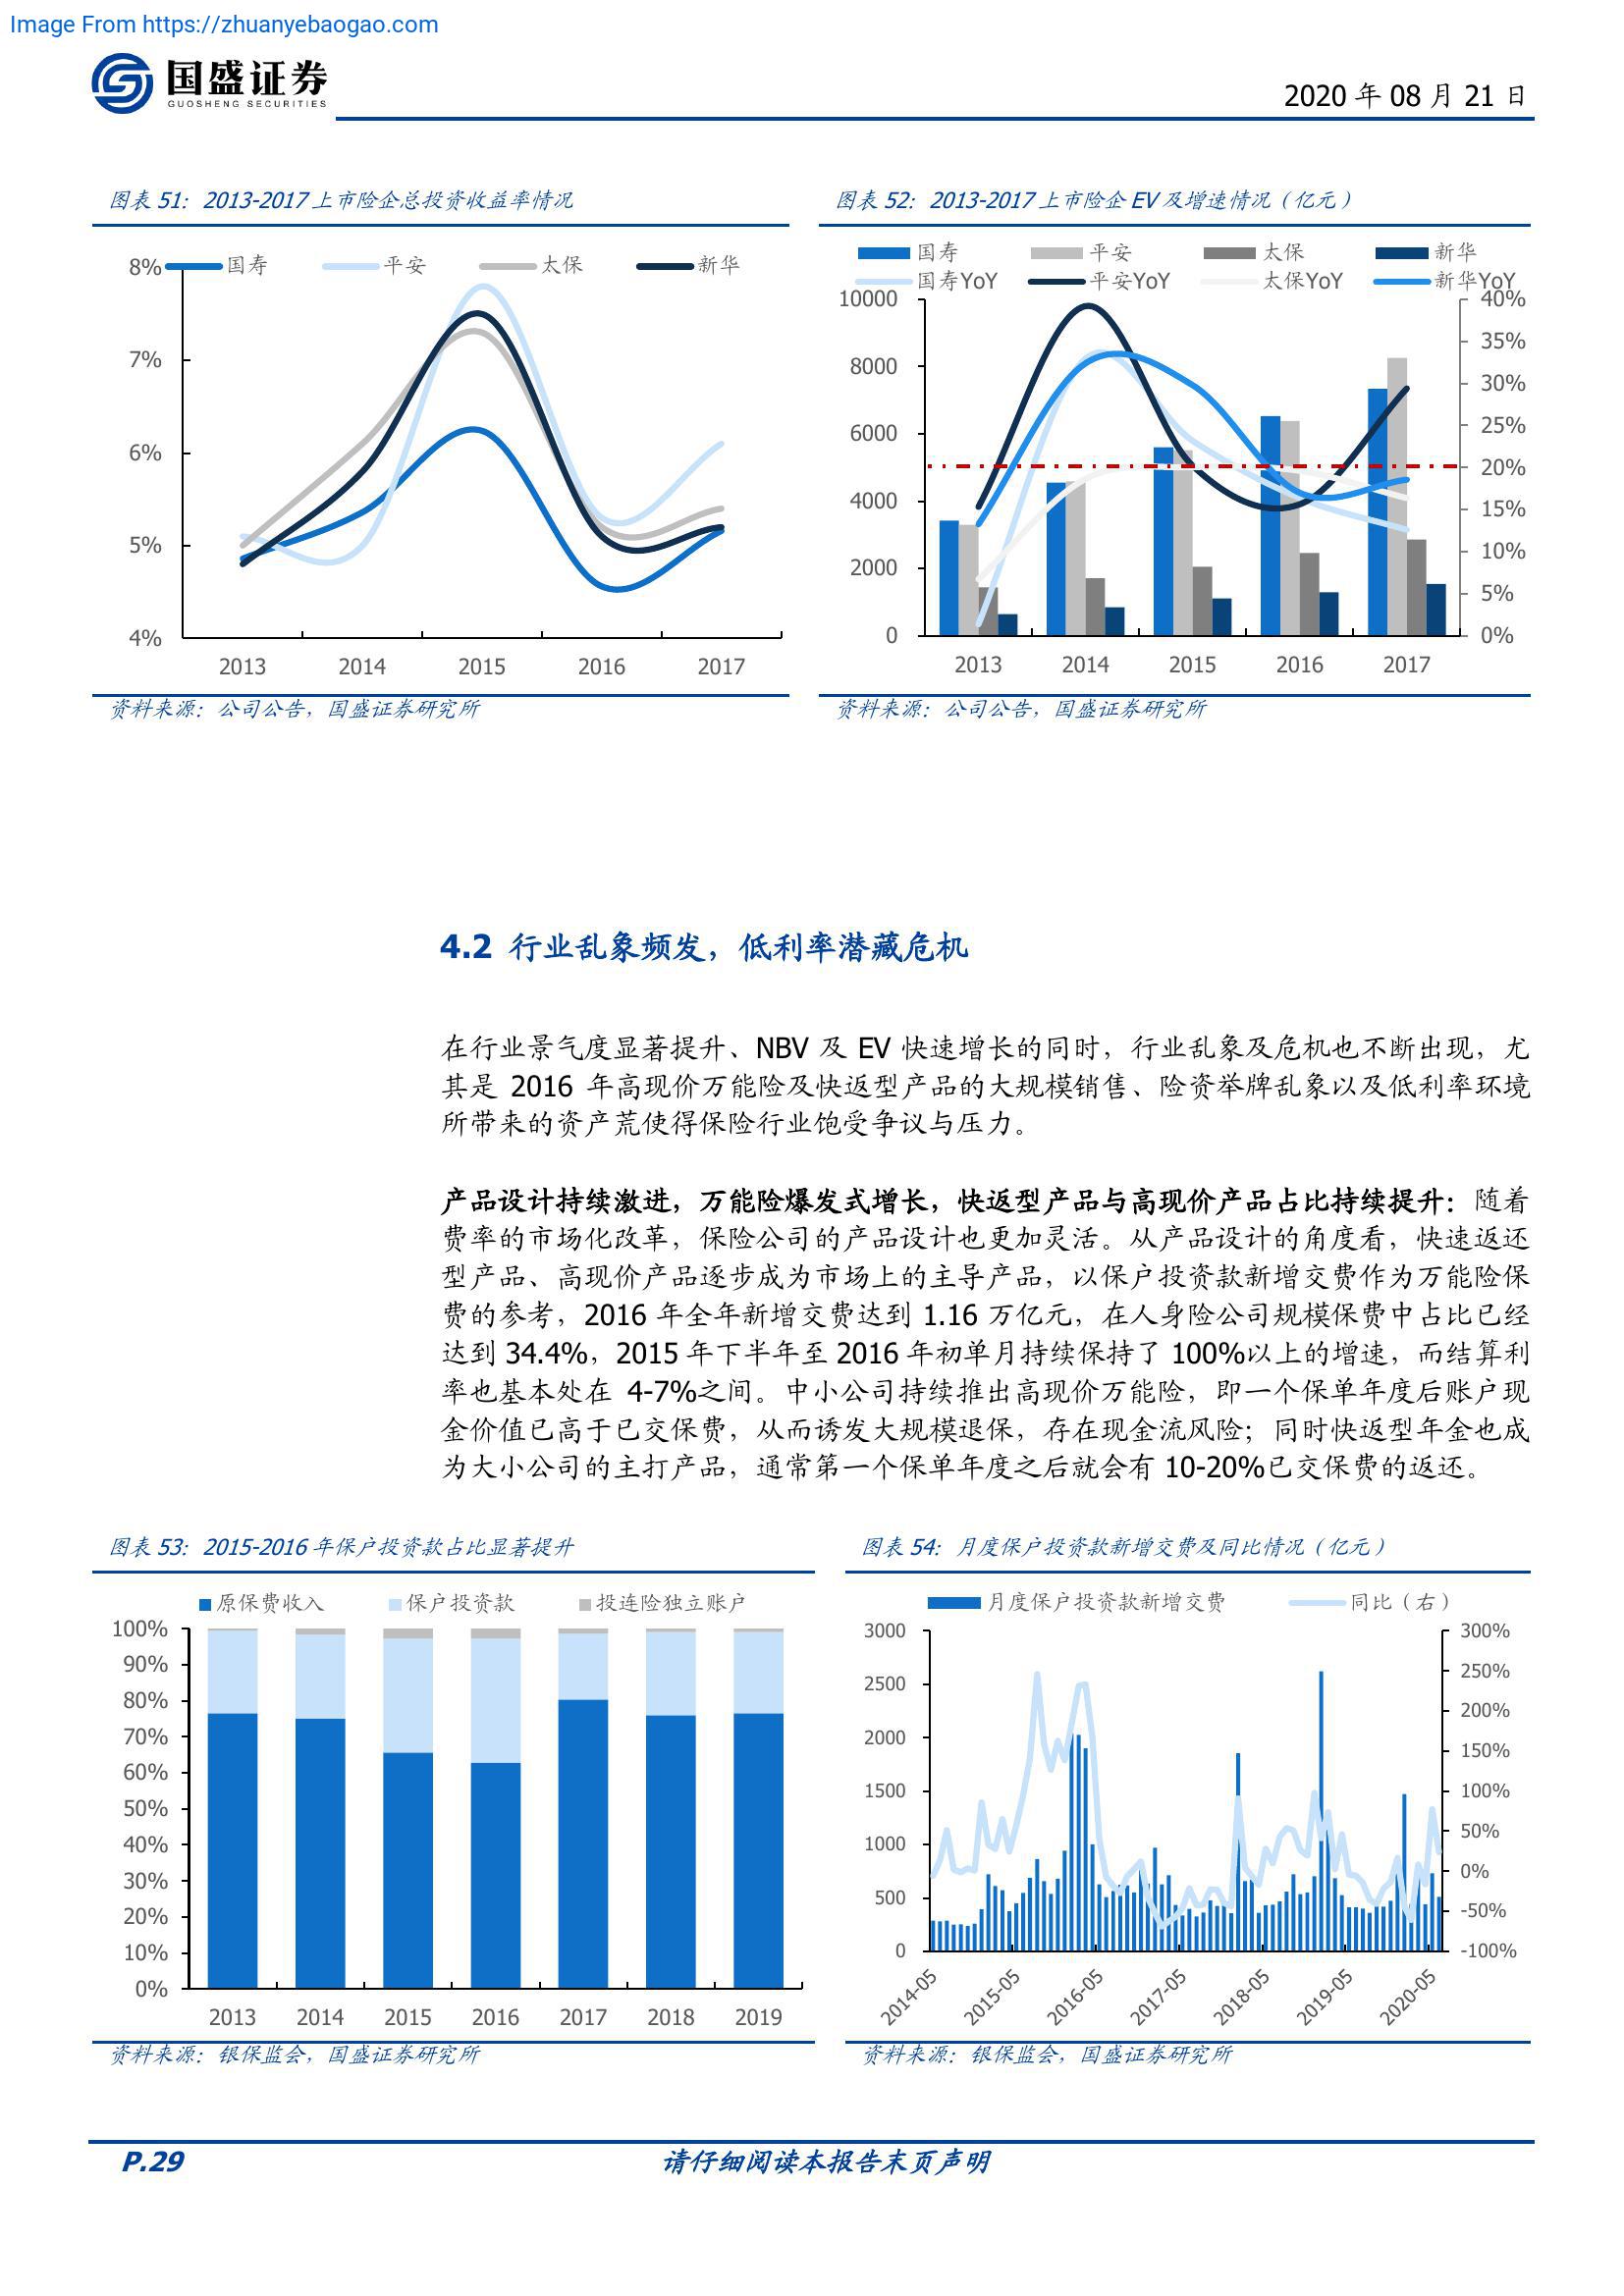 Image From https://zhuanyebaogao.com
国盛证券
GUOSHENG SECURITIES
2020 年 08 月 21 日
图表 51：2013-2017 上市险企总投资收益率情况
国寿 平安 太保 新华
8%
7%
6%
5%
4%
2013 2014 2015 2016 2017
资料来源：公司公告，国盛证券研究所
图表 52：2013-2017 上市险企 EV 及增速情况（亿元）
国寿 平安 太保 新华
国寿YoY 平安YoY 太保YoY 新华YoY
10000
8000
6000
4000
2000
0
40%
35%
30%
25%
20%
15%
10%
5%
0%
2013 2014 2015 2016 2017
资料来源：公司公告，国盛证券研究所
4.2 行业乱象频发，低利率潜藏危机
在行业景气度显著提升、NBV 及 EV 快速增长的同时，行业乱象及危机也不断出现，尤
其是 2016 年高现价万能险及快返型产品的大规模销售、险资举牌乱象以及低利率环境
所带来的资产荒使得保险行业饱受争议与压力。
产品设计持续激进，万能险爆发式增长，快返型产品与高现价产品占比持续提升：随着
费率的市场化改革，保险公司的产品设计也更加灵活。从产品设计的角度看，快速返还
型产品、高现价产品逐步成为市场上的主导产品，以保户投资款新增交费作为万能险保
费的参考，2016 年全年新增交费达到 1.16 万亿元，在人身险公司规模保费中占比已经
达到 34.4%，2015 年下半年至 2016 年初单月持续保持了 100%以上的增速，而结算利
率也基本处在 4-7%之间。中小公司持续推出高现价万能险，即一个保单年度后账户现
金价值已高于已交保费，从而诱发大规模退保，存在现金流风险；同时快返型年金也成
为大小公司的主打产品，通常第一个保单年度之后就会有 10-20%已交保费的返还。
图表 53：2015-2016 年保户投资款占比显著提升
原保费收入 保户投资款 投连险独立账户
100%
90%
80%
70%
60%
50%
40%
30%
20%
10%
0%
2013 2014 2015 2016 2017 2018 2019
资料来源：银保监会，国盛证券研究所
图表 54：月度保户投资款新增交费及同比情况（亿元）
月度保户投资款新增交费 同比（右）
3000
2500
2000
1500
1000
500
0
300%
250%
200%
150%
100%
50%
0%
-50%
-100%
2014-05 2015-05 2016-05 2017-05 2018-05 2019-05 2020-05
资料来源：银保监会，国盛证券研究所
P.29
请仔细阅读本报告末页声明